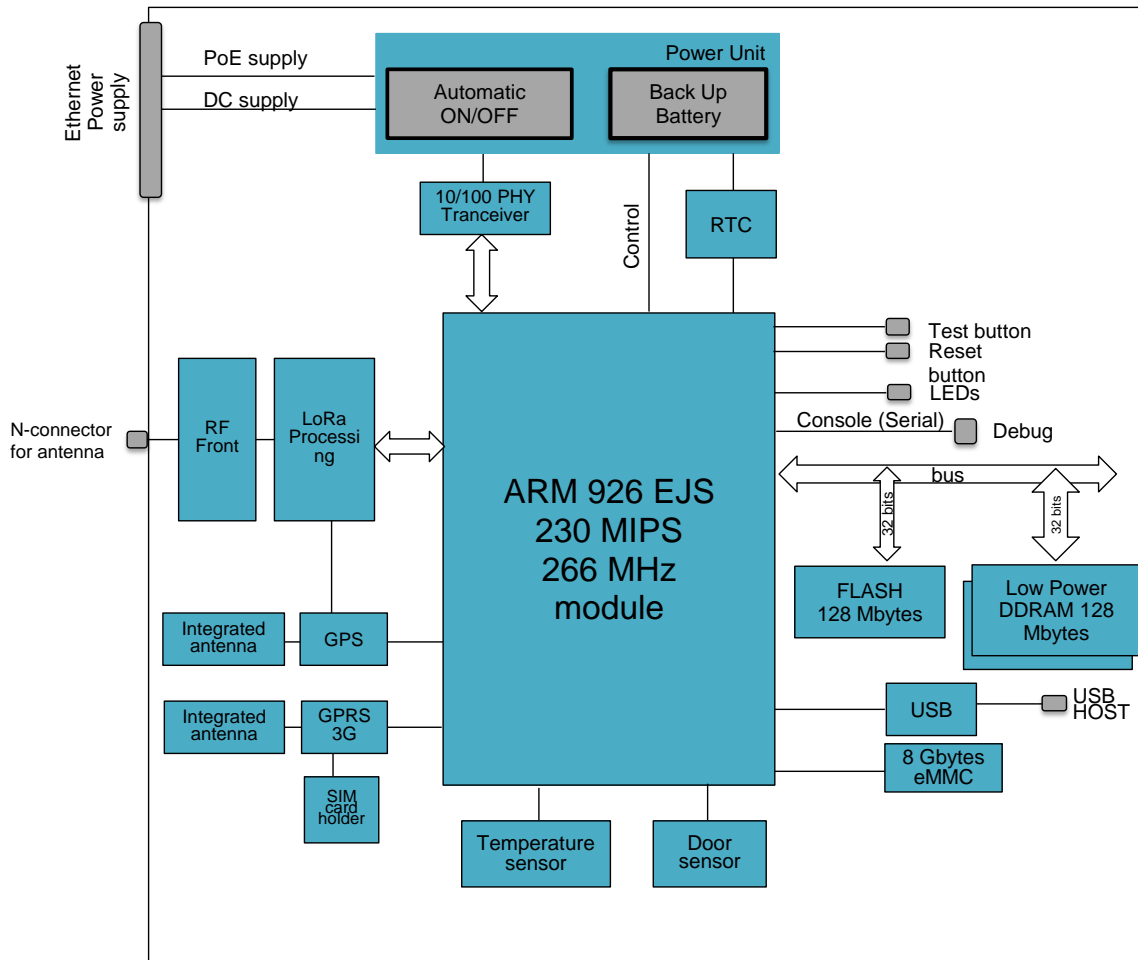 Ethernet
Power
supply
PoE supply
DC supply
Power Unit
Automatic
ON/OFF
Back Up
Battery
10/100 PHY
Tranceiver
Control
RTC
Test button
Reset
button
LEDs
Console (Serial)
Debug
N-connector
for antenna
RF
Front
LoRa
Processi
ng
ARM 926 EJS
230 MIPS
266 MHz
module
bus
32 bits
32 bits
FLASH
128 Mbytes
Low Power
DDRAM 128
Mbytes
Integrated
antenna
GPS
Integrated
antenna
GPRS
3G
SIM
card
holder
USB
USB
HOST
8 Gbytes
eMMC
Temperature
sensor
Door
sensor